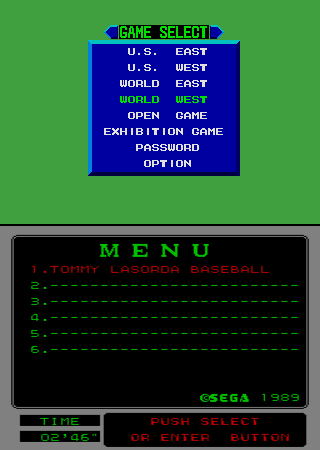 GAME SELECT
U.S. EAST
U.S. WEST
WORLD EAST
WORLD WEST
OPEN GAME
EXHIBITION GAME
PASSWORD
OPTION
MENU
1.TOMMY LASORDA BASEBALL
2.--------------------------
3.--------------------------
4.--------------------------
5.--------------------------
6.--------------------------
©SEGA 1989
TIME
02'46"
PUSH SELECT
OR ENTER BUTTON